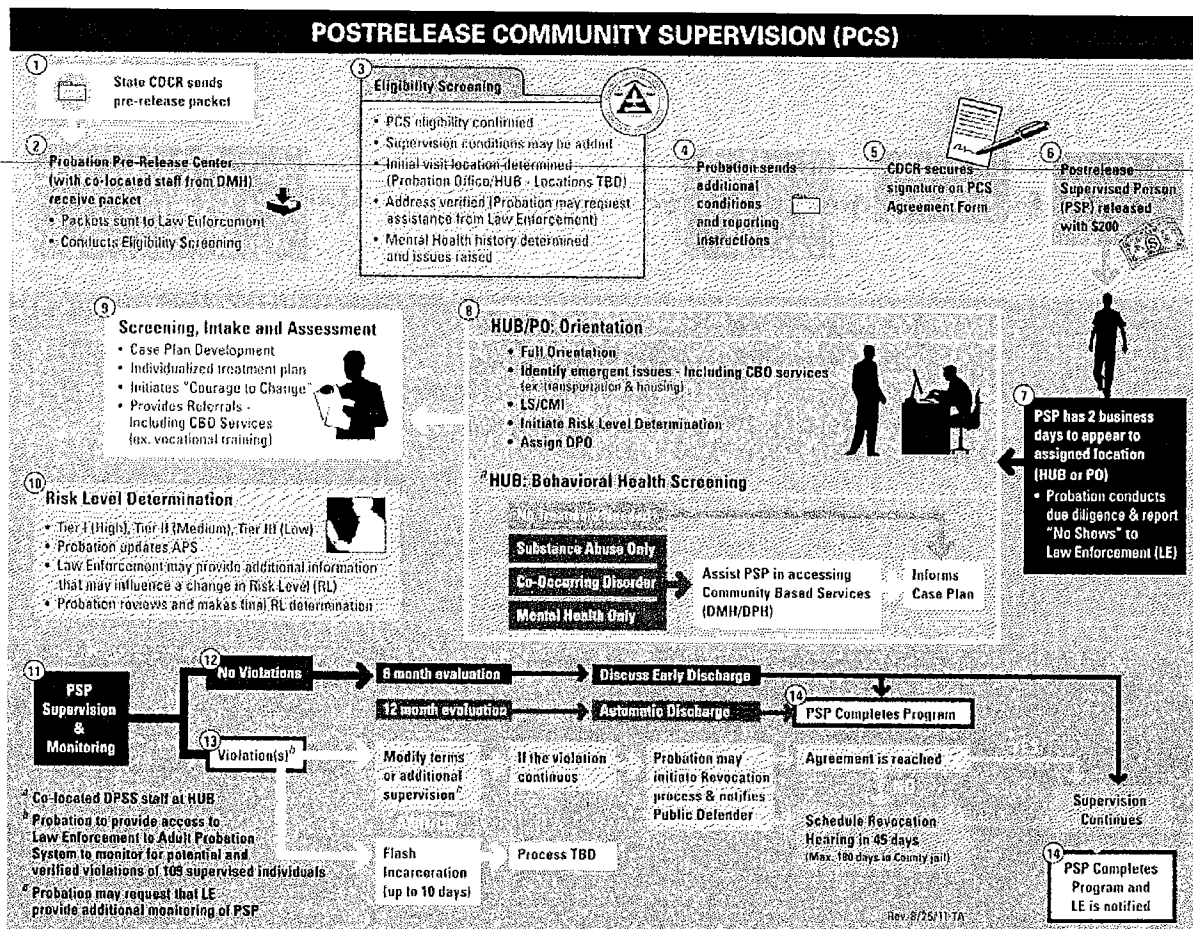 POSTRELEASE COMMUNITY SUPERVISION (PCS)
1
State CDCR sends
pre-release packet
2
Probation Pre-Release Center
(with co-located staff from DMH)
receive packet
• Packets sent to Law Enforcement
• Conducts Eligibility Screening
3
Eligibility Screening
• PCS eligibility confirmed
• Supervision conditions may be added
• Initial visit location determined
(Probation Office/HUB - Locations TBD)
• Address verified (Probation may request
assistance from Law Enforcement)
• Mental Health history determined
and issues raised
4
Probation sends
additional
conditions
and reporting
instructions
5
CDCR secures
signature on PCS
Agreement Form
6
Postrelease
Supervised Person
(PSP) released
with $200
7
PSP has 2 business
days to appear to
assigned location
(HUB or PO)
• Probation conducts
due diligence & report
"No Shows" to
Law Enforcement (LE)
8
HUB/PO: Orientation
• Full Orientation
• Identify emergent issues - Including CBO services
(ex. transportation & housing)
• LS/CMI
• Initiate Risk Level Determination
• Assign DPO
a HUB: Behavioral Health Screening
Substance Abuse Only
Co-Occurring Disorder
Mental Health Only
Assist PSP in accessing
Community Based Services
(DMH/DPH)
Informs
Case Plan
9
Screening, Intake and Assessment
• Case Plan Development
• Individualized treatment plan
• Initiates "Courage to Change"
• Provides Referrals -
Including CBO Services
(ex. vocational training)
10
Risk Level Determination
• Tier I (High), Tier II (Medium), Tier III (Low)
• Probation updates APS
• Law Enforcement may provide additional information
that may influence a change in Risk Level (RL)
• Probation reviews and makes final RL determination
11
PSP
Supervision
&
Monitoring
12
No Violations
6 month evaluation
Discuss Early Discharge
12 month evaluation
Automatic Discharge
14
PSP Completes Program
13
Violation(s) b
Modify terms
or additional
supervision c
If the violation
continues
Probation may
initiate Revocation
process & notifies
Public Defender
Agreement is reached
AND/OR
Flash
Incarceration
(up to 10 days)
Process TBD
Schedule Revocation
Hearing in 45 days
(Max. 180 days in County jail)
Supervision
Continues
14
PSP Completes
Program and
LE is notified
a Co-located DPSS staff at HUB
b Probation to provide access to
Law Enforcement to Adult Probation
System to monitor for potential and
verified violations of 109 supervised individuals
Probation may request that LE
provide additional monitoring of PSP
Rev. 8/25/11 TA